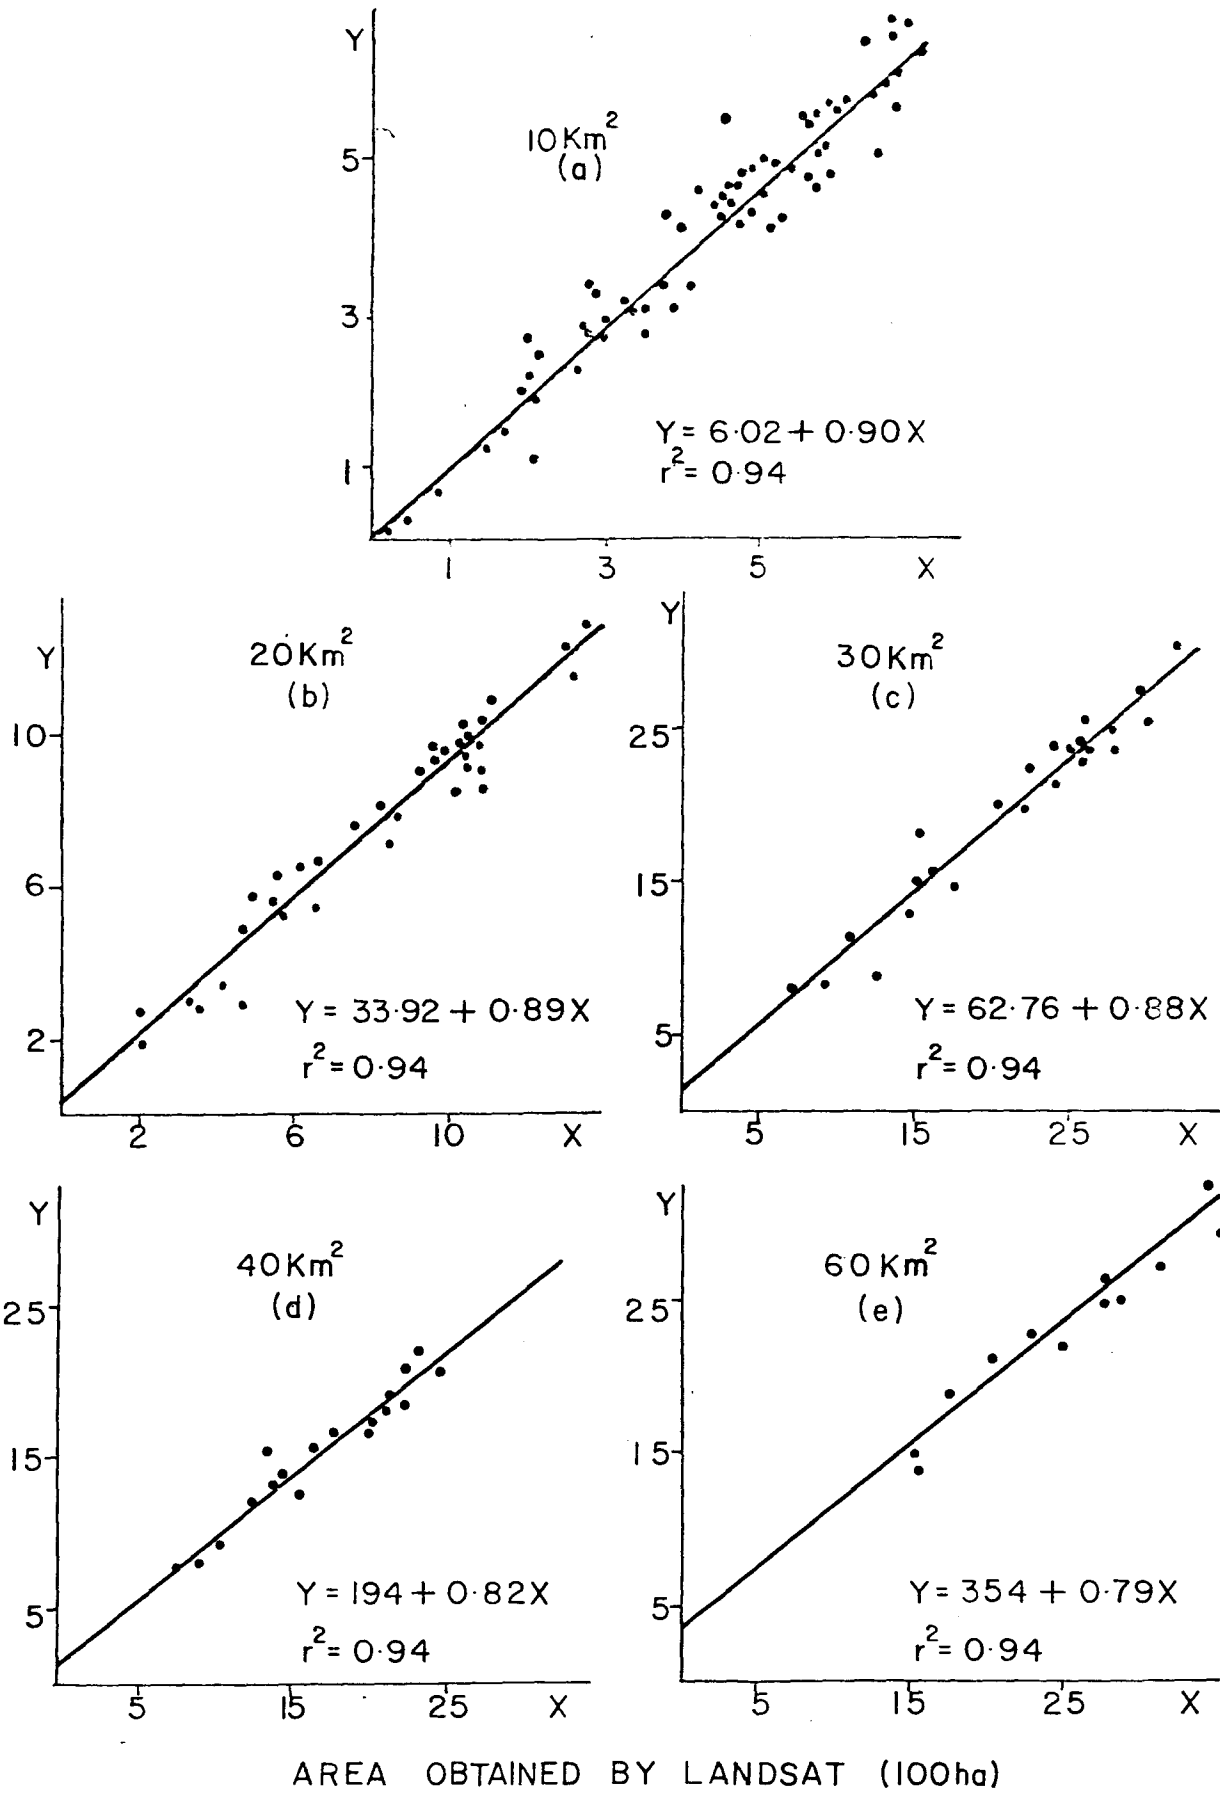 Y
10Km²
(a)
5
3
1
Y = 6·02 + 0·90X
r² = 0·94
1 3 5 X
Y
20Km²
(b)
10
6
2
Y = 33·92 + 0·89X
r² = 0·94
2 6 10 X
Y
30Km²
(c)
25
15
5
Y = 62·76 + 0·88X
r² = 0·94
5 15 25 X
Y
40Km²
(d)
25
15
5
Y = 194 + 0·82X
r² = 0·94
5 15 25 X
Y
60Km²
(e)
25
15
5
Y = 354 + 0·79X
r² = 0·94
5 15 25 X
AREA OBTAINED BY LANDSAT (100ha)